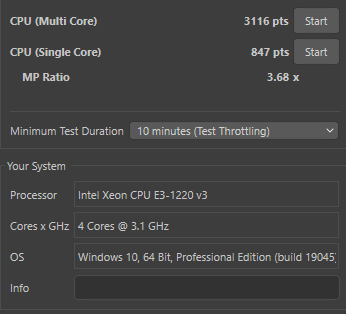 CPU (Multi Core) 3116 pts Start
CPU (Single Core) 847 pts Start
MP Ratio 3.68 x
Minimum Test Duration 10 minutes (Test Throttling)
Your System
Processor Intel Xeon CPU E3-1220 v3
Cores x GHz 4 Cores @ 3.1 GHz
OS Windows 10, 64 Bit, Professional Edition (build 19045)
Info